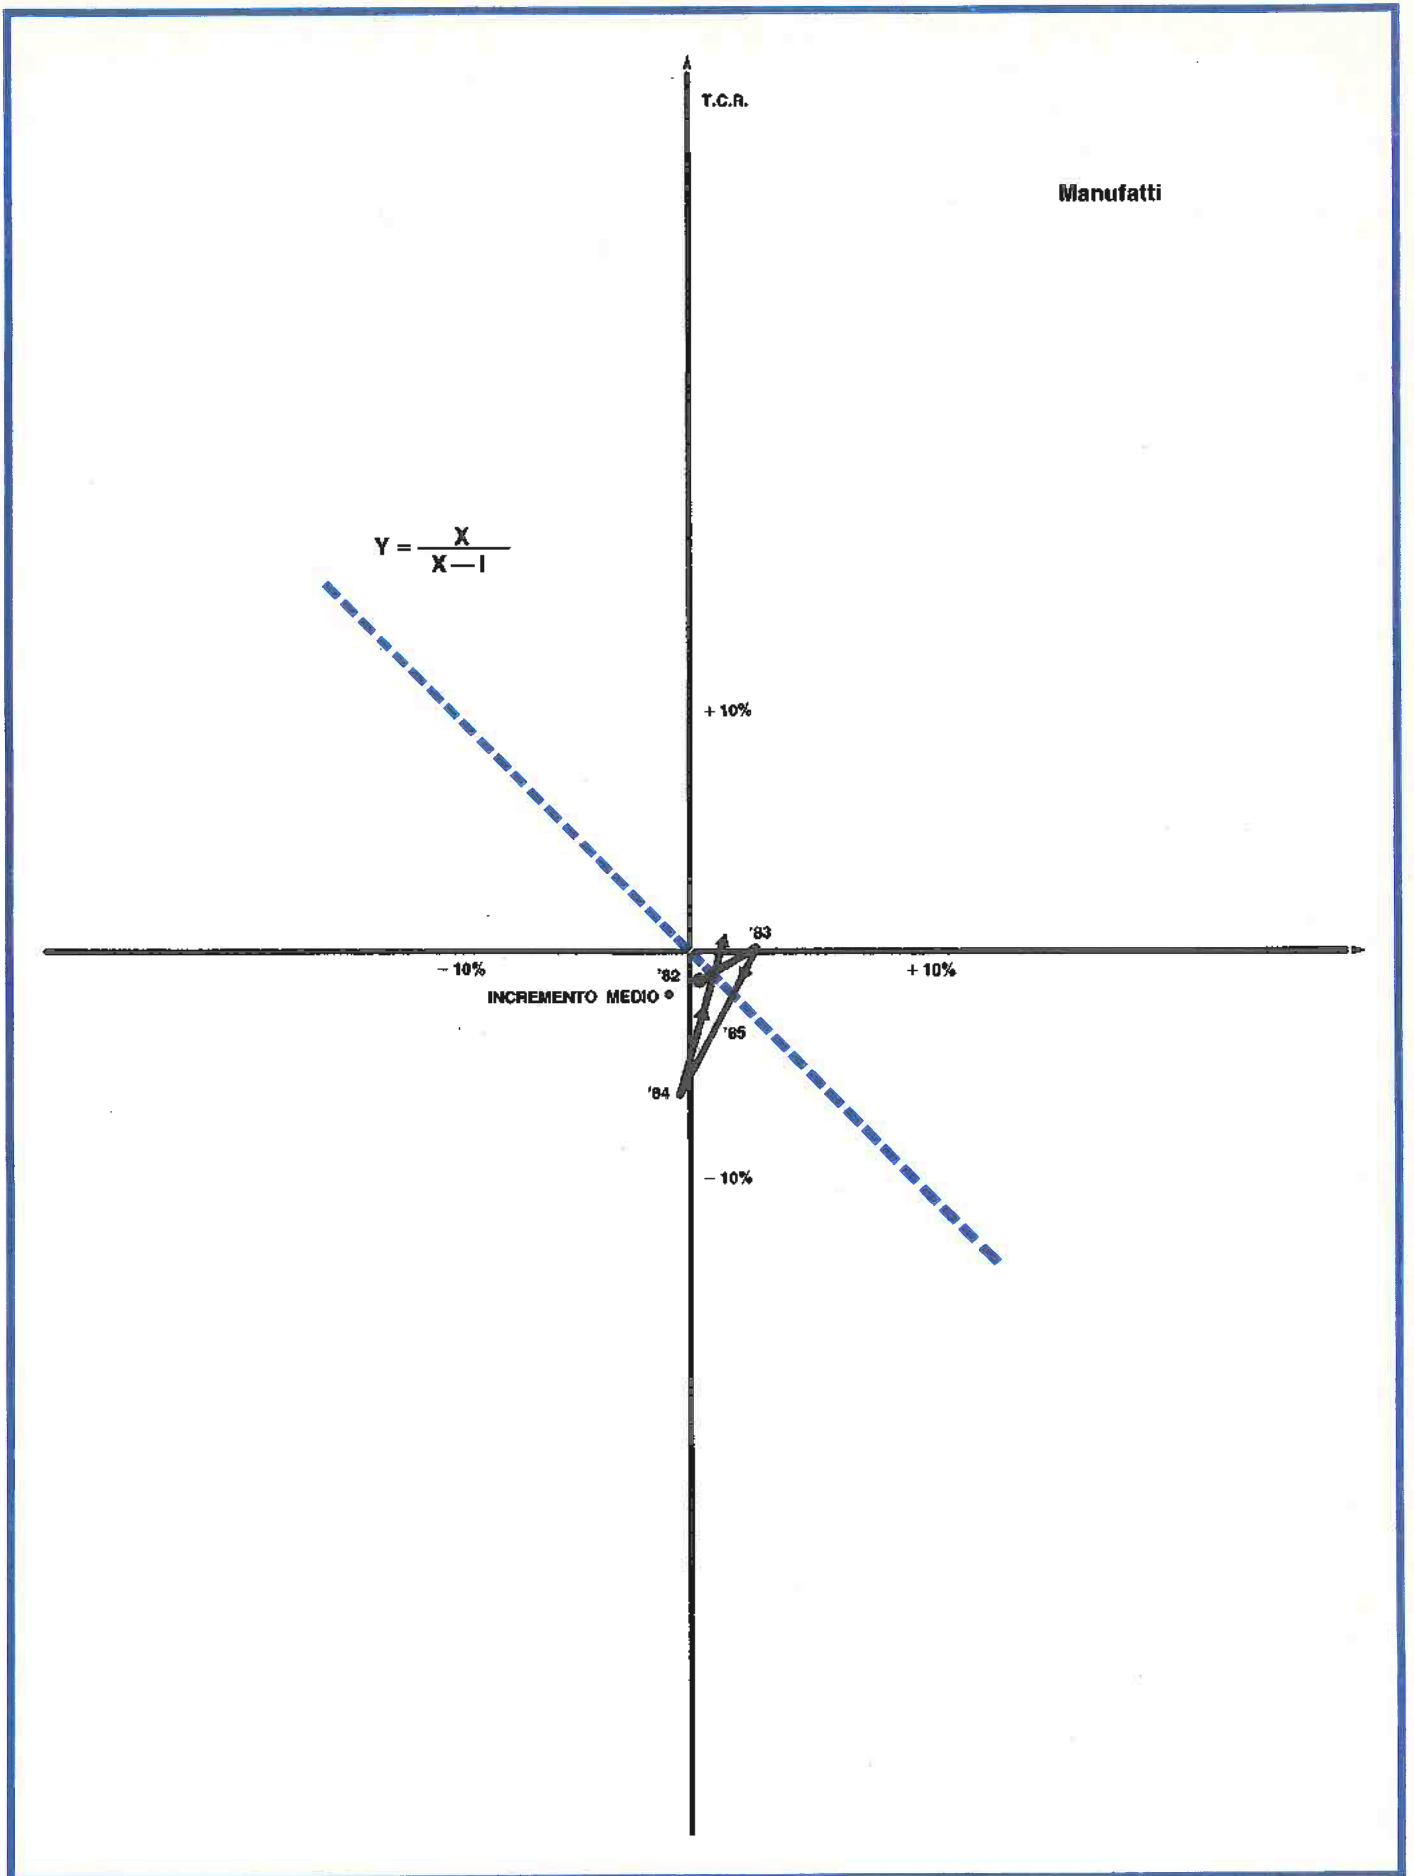 T.C.R.
Manufatti
Y = X
X — I
+ 10%
'83
− 10%
'82
+ 10%
INCREMENTO MEDIO
'85
'84
− 10%